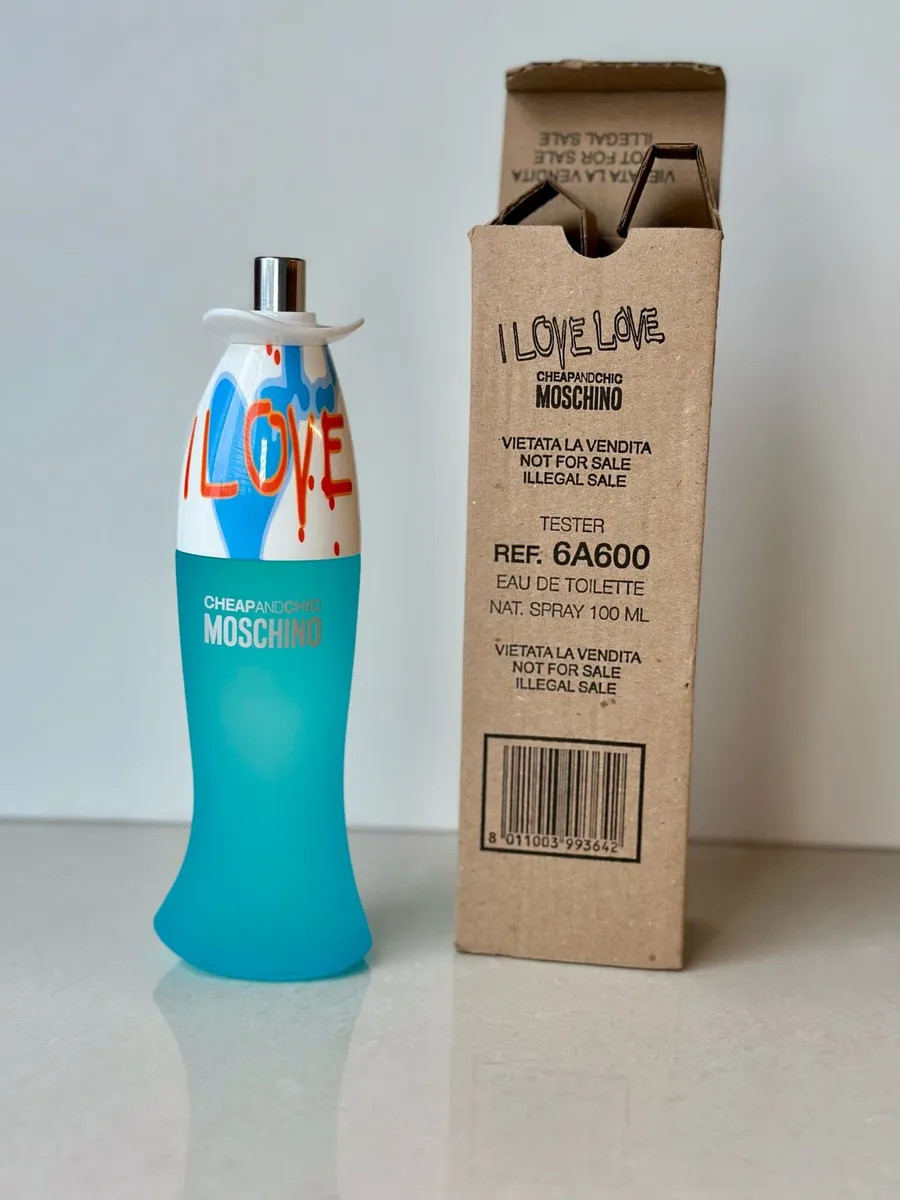 I LOVE
CHEAPANDCHIC
MOSCHINO
VIETATA LA VENDITA
NOT FOR SALE
ILLEGAL SALE
I LOVE LOVE
CHEAPANDCHIC
MOSCHINO
VIETATA LA VENDITA
NOT FOR SALE
ILLEGAL SALE
TESTER
REF. 6A600
EAU DE TOILETTE
NAT. SPRAY 100 ML
VIETATA LA VENDITA
NOT FOR SALE
ILLEGAL SALE
8 011003 993642